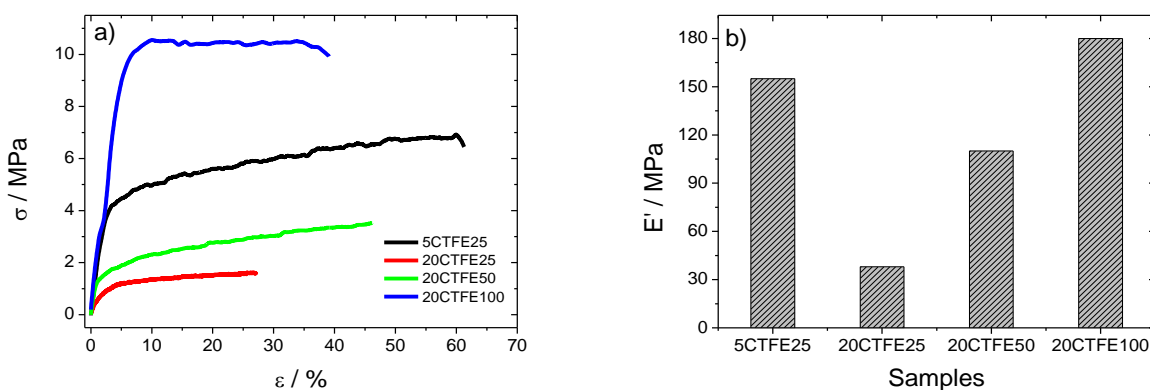 a)
10
8
6
4
2
0
σ / MPa
0 10 20 30 40 50 60 70
ε / %
5CTFE25
20CTFE25
20CTFE50
20CTFE100
b)
180
150
120
90
60
30
0
E' / MPa
5CTFE25 20CTFE25 20CTFE50 20CTFE100
Samples